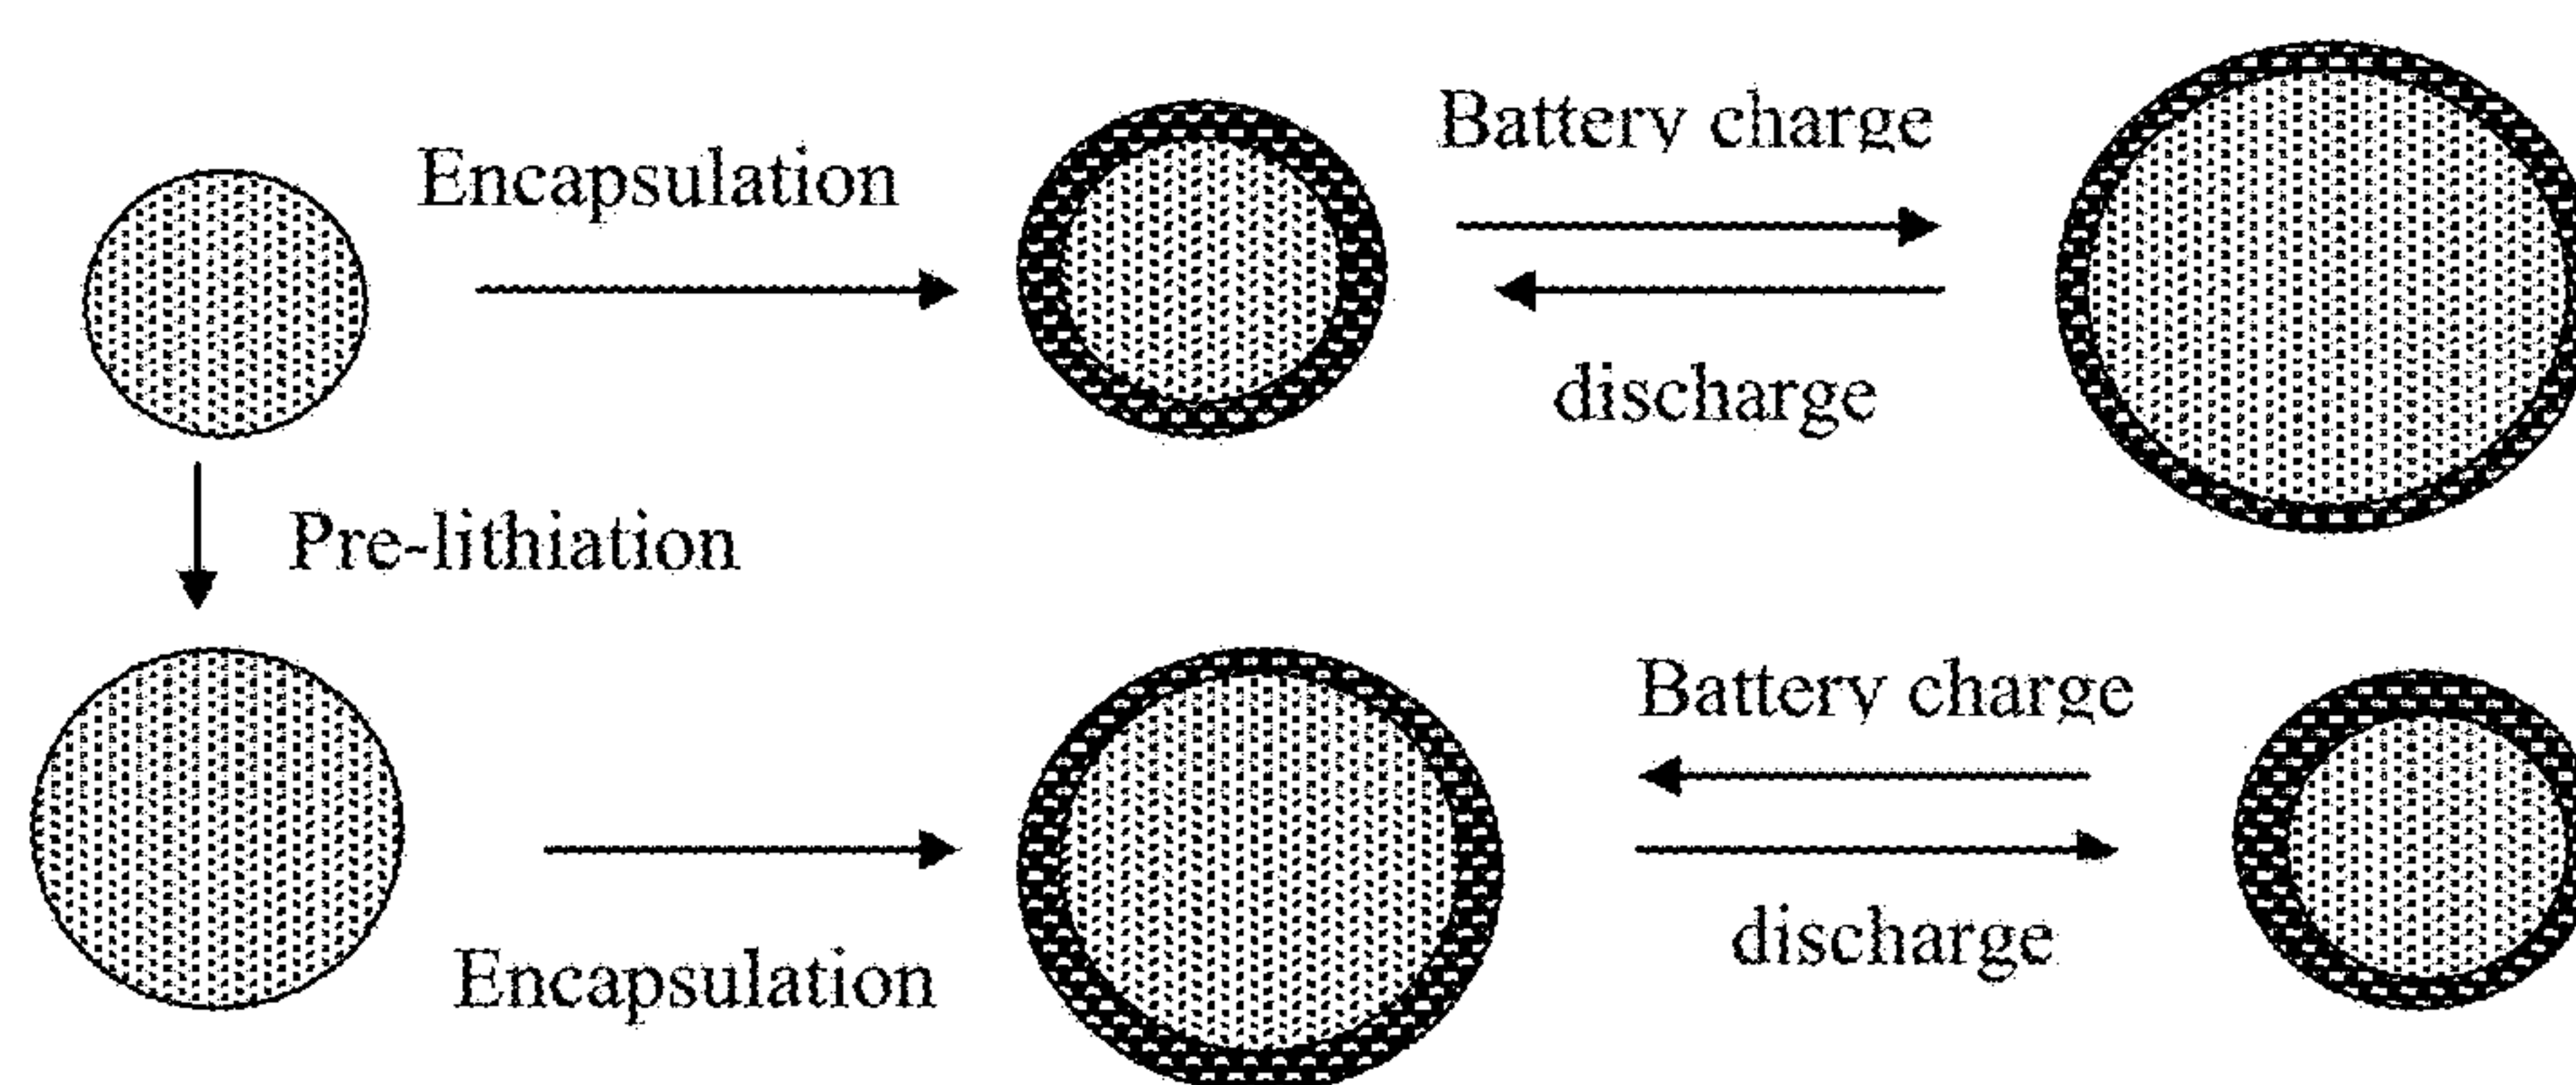 Encapsulation
Battery charge
discharge
Pre-lithiation
Battery charge
Encapsulation
discharge